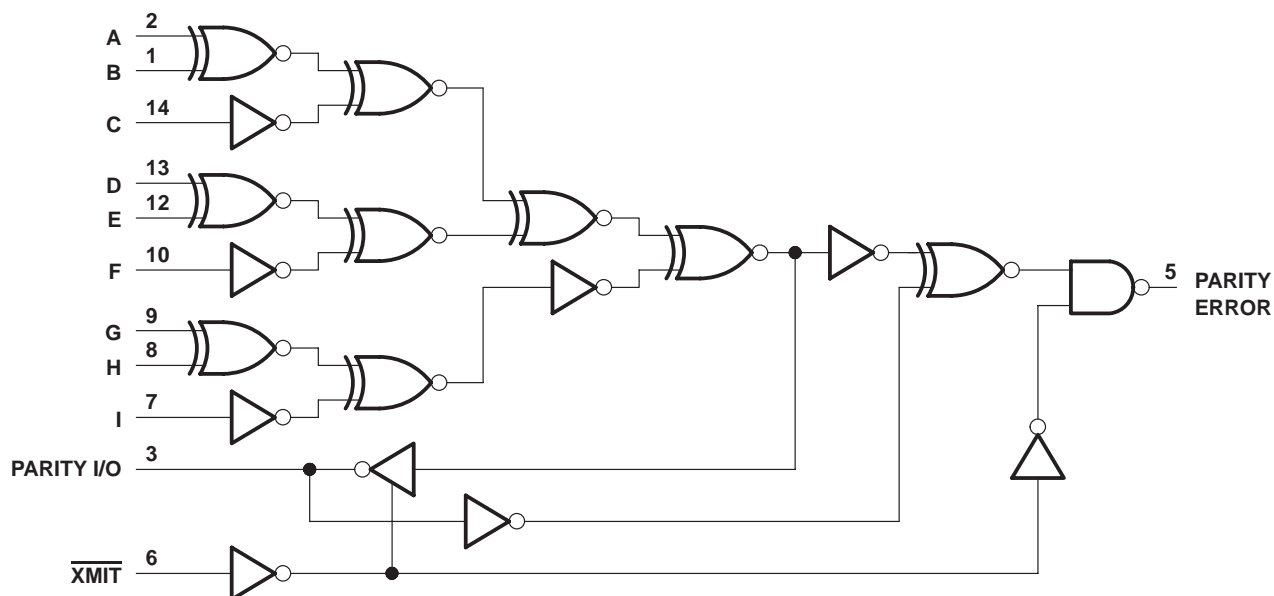 A 2
B 1
C 14
D 13
E 12
F 10
G 9
H 8
I 7
PARITY I/O 3
XMIT 6
5 PARITY
ERROR